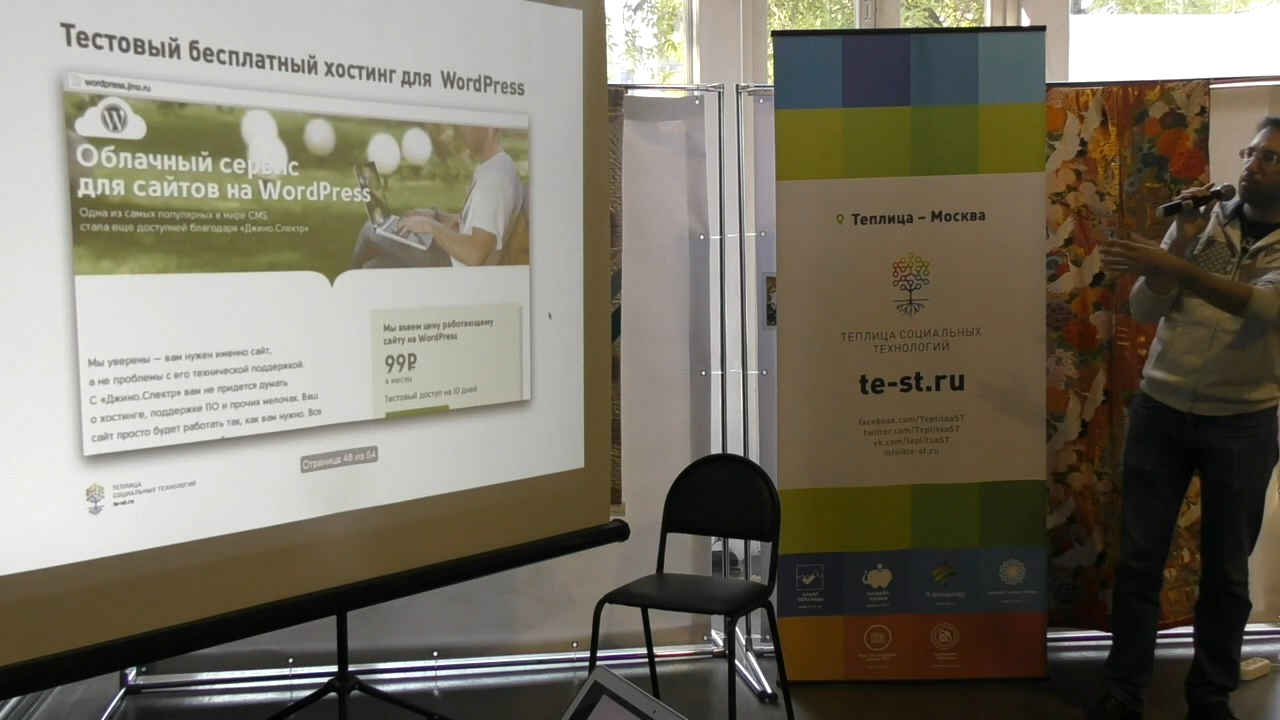 Тестовый бесплатный хостинг для WordPress
wordpress.jino.ru
Облачный сервис
для сайтов на WordPress
Одна из самых популярных в мире CMS
стала еще доступней благодаря «Джино.Спектр»
Мы уверены — вам нужен именно сайт,
а не проблемы с его технической поддержкой.
С «Джино.Спектр» вам не придется думать
о хостинге, поддержке ПО и прочих мелочах. Ваш
сайт просто будет работать так, как вам нужно. Все
Мы знаем цену работающему
сайту на WordPress
99₽
в месяц
Тестовый доступ на 10 дней
Страница 48 из 54
ТЕПЛИЦА
СОЦИАЛЬНЫХ ТЕХНОЛОГИЙ
te-st.ru
Теплица – Москва
ТЕПЛИЦА СОЦИАЛЬНЫХ
ТЕХНОЛОГИЙ
te-st.ru
facebook.com/TeplitsaST
twitter.com/TeplitsaST
vk.com/teplitsaST
info@te-st.ru